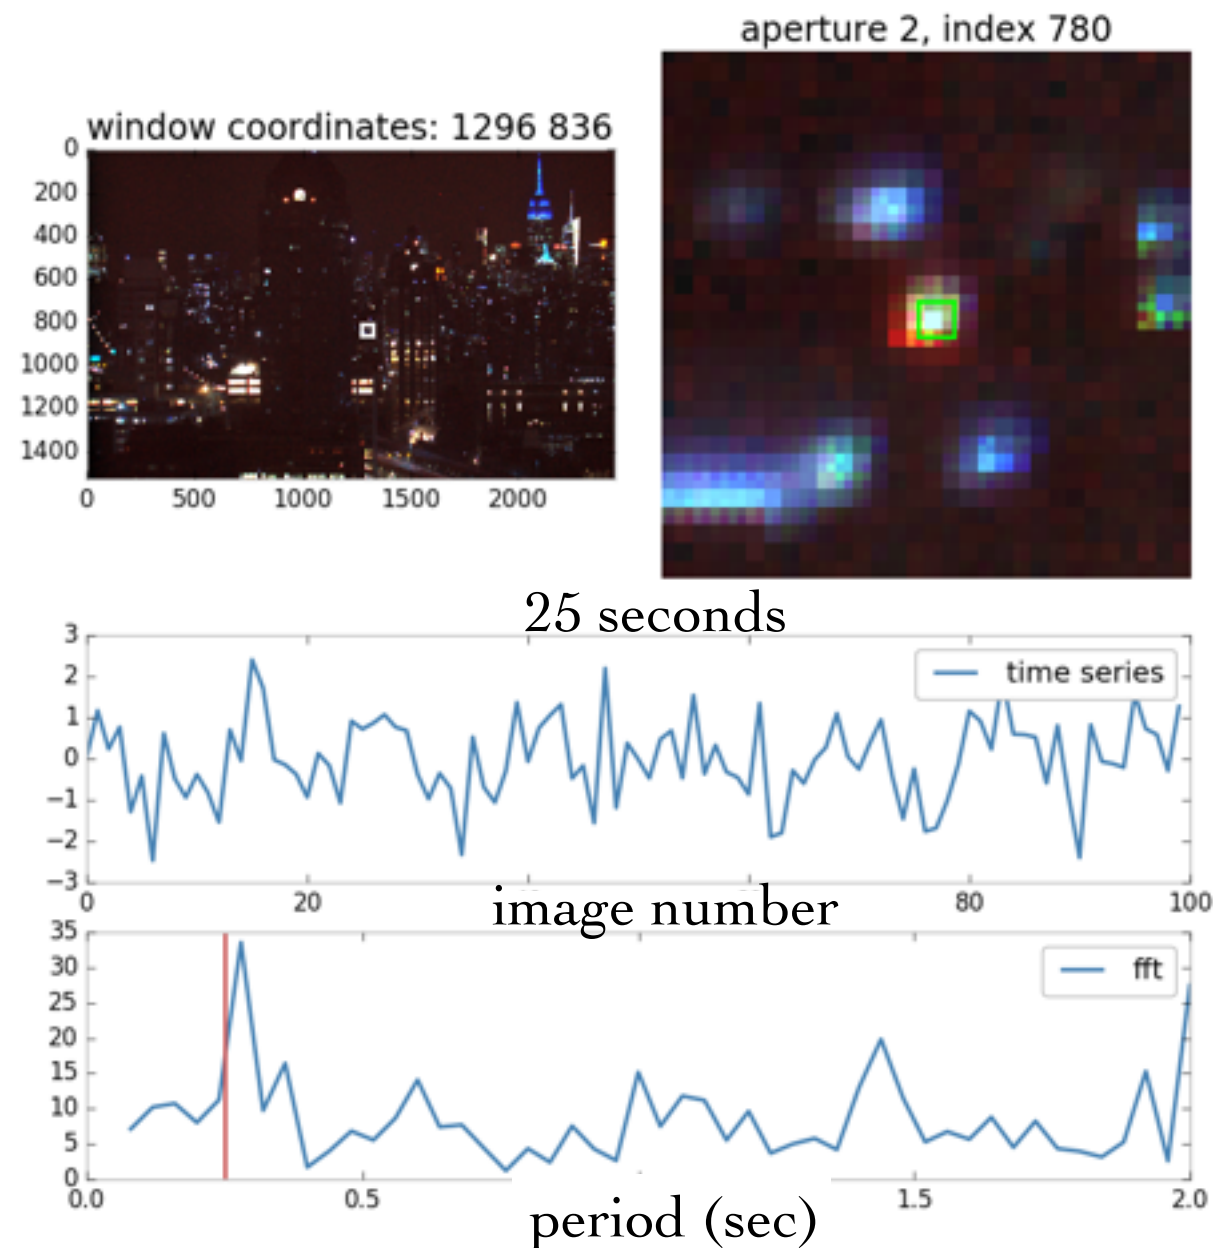 aperture 2, index 780
window coordinates: 1296 836
0
200
400
600
800
1000
1200
1400
0 500 1000 1500 2000
25 seconds
3
2
1
0
−1
−2
−3
time series
0 20 80 100
image number
35
30
25
20
15
10
5
0
fft
0.0 0.5 1.5 2.0
period (sec)